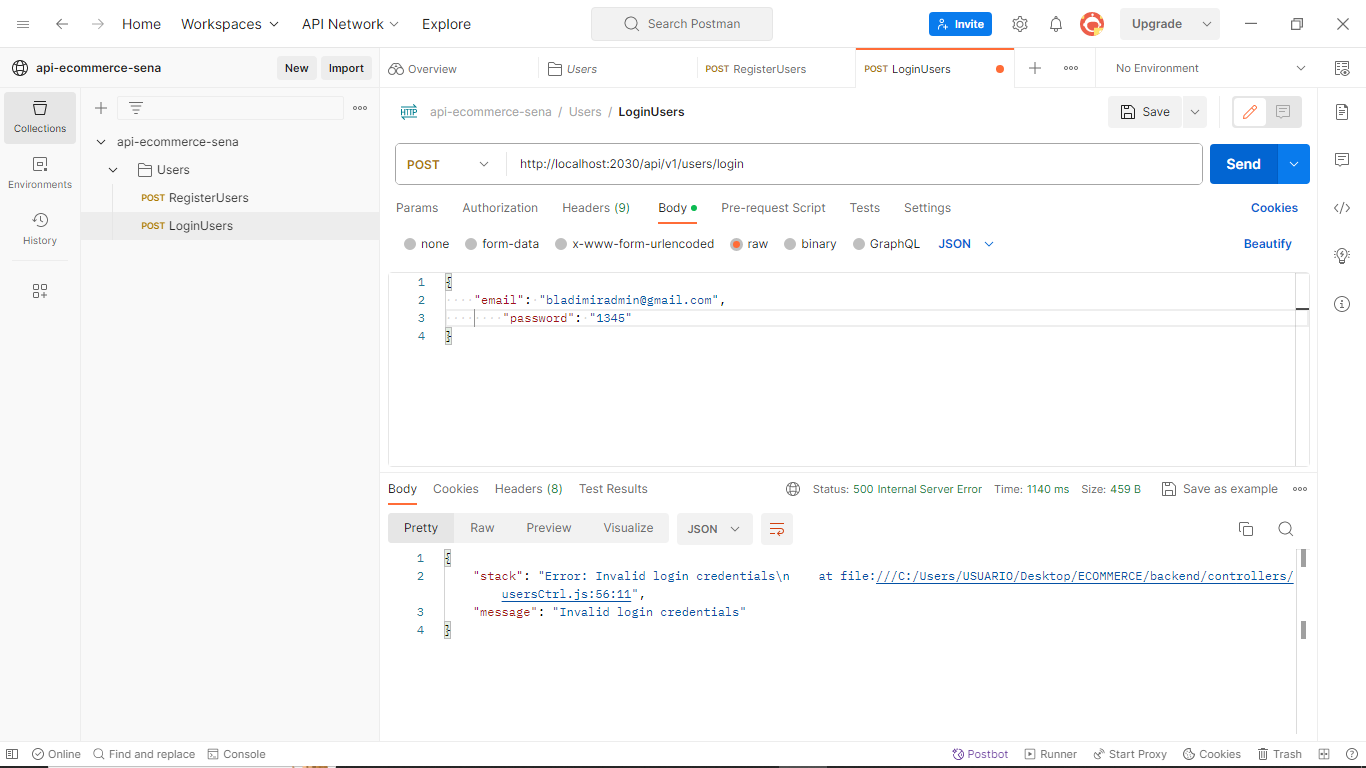 Home Workspaces API Network Explore Search Postman Invite Upgrade
api-ecommerce-sena New Import Overview Users POST RegisterUsers POST LoginUsers No Environment
Collections
Environments
History
api-ecommerce-sena
Users
POST RegisterUsers
POST LoginUsers
HTTP api-ecommerce-sena / Users / LoginUsers Save
POST http://localhost:2030/api/v1/users/login Send
Params Authorization Headers (9) Body Pre-request Script Tests Settings Cookies
none form-data x-www-form-urlencoded raw binary GraphQL JSON Beautify
1 {
2 "email": "bladimiradmin@gmail.com",
3 "password": "1345"
4 }
Body Cookies Headers (8) Test Results Status: 500 Internal Server Error Time: 1140 ms Size: 459 B Save as example
Pretty Raw Preview Visualize JSON
1 {
2 "stack": "Error: Invalid login credentials\n at file:///C:/Users/USUARIO/Desktop/ECOMMERCE/backend/controllers/
usersCtrl.js:56:11",
3 "message": "Invalid login credentials"
4 }
Online Find and replace Console Postbot Runner Start Proxy Cookies Trash